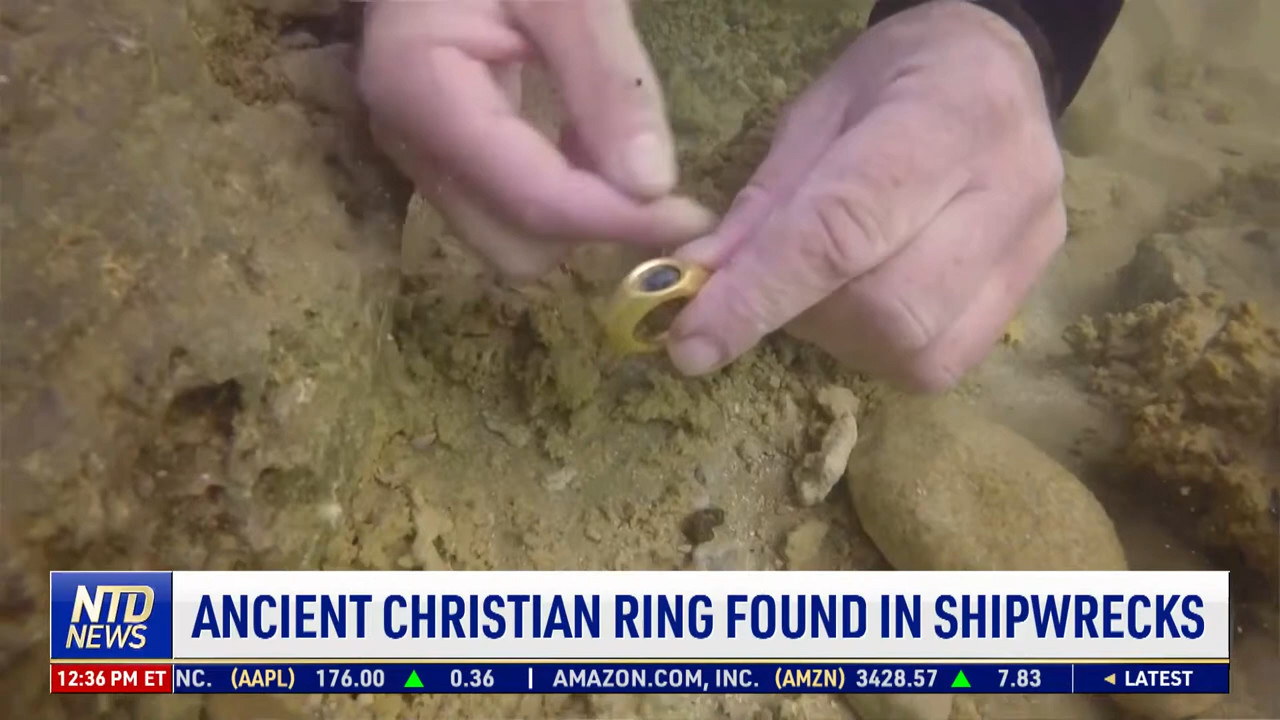 NTD
NEWS
ANCIENT CHRISTIAN RING FOUND IN SHIPWRECKS
12:36 PM ET
NC. (AAPL) 176.00 ▲ 0.36 | AMAZON.COM, INC. (AMZN) 3428.57 ▲ 7.83
◄ LATEST